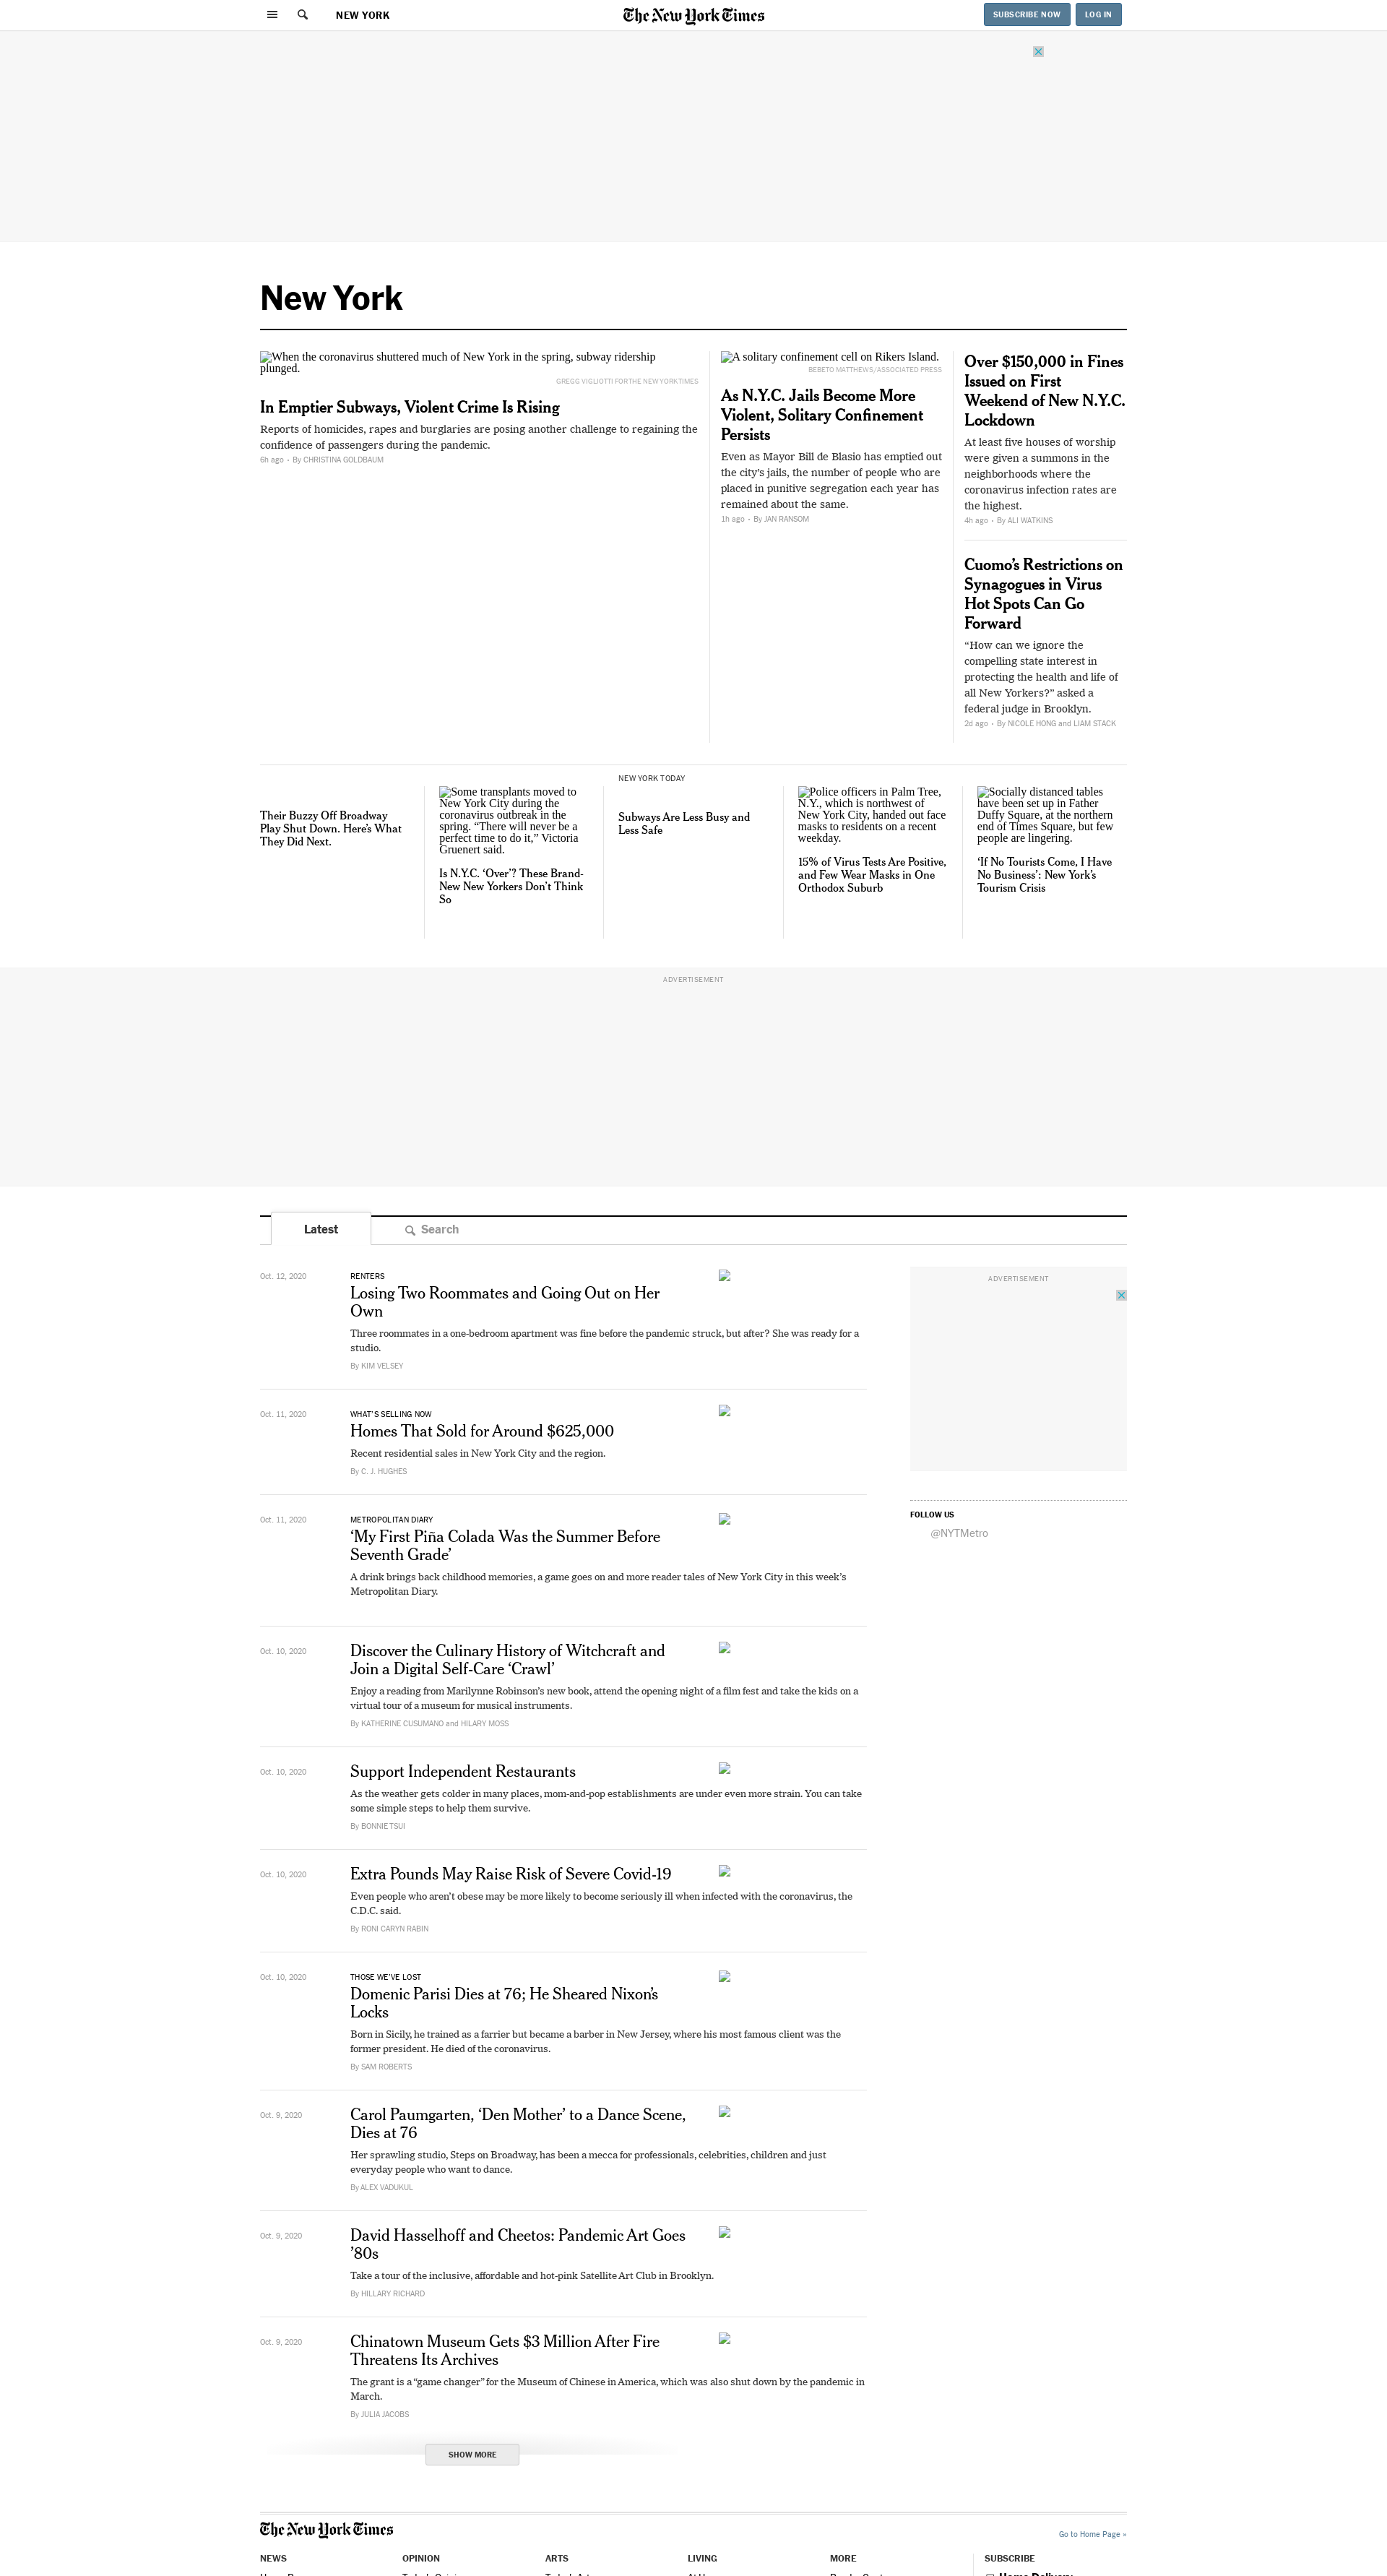 NEW YORK
The New York Times
SUBSCRIBE NOW
LOG IN
New York
When the coronavirus shuttered much of New York in the spring, subway ridership
plunged.
GREGG VIGLIOTTI FOR THE NEW YORK TIMES
In Emptier Subways, Violent Crime Is Rising
Reports of homicides, rapes and burglaries are posing another challenge to regaining the
confidence of passengers during the pandemic.
6h ago • By CHRISTINA GOLDBAUM
A solitary confinement cell on Rikers Island.
BEBETO MATTHEWS/ASSOCIATED PRESS
As N.Y.C. Jails Become More
Violent, Solitary Confinement
Persists
Even as Mayor Bill de Blasio has emptied out
the city’s jails, the number of people who are
placed in punitive segregation each year has
remained about the same.
1h ago • By JAN RANSOM
Over $150,000 in Fines
Issued on First
Weekend of New N.Y.C.
Lockdown
At least five houses of worship
were given a summons in the
neighborhoods where the
coronavirus infection rates are
the highest.
4h ago • By ALI WATKINS
Cuomo’s Restrictions on
Synagogues in Virus
Hot Spots Can Go
Forward
“How can we ignore the
compelling state interest in
protecting the health and life of
all New Yorkers?” asked a
federal judge in Brooklyn.
2d ago • By NICOLE HONG and LIAM STACK
Their Buzzy Off Broadway
Play Shut Down. Here’s What
They Did Next.
Some transplants moved to
New York City during the
coronavirus outbreak in the
spring. “There will never be a
perfect time to do it,” Victoria
Gruenert said.
Is N.Y.C. ‘Over’? These Brand-
New New Yorkers Don’t Think
So
NEW YORK TODAY
Subways Are Less Busy and
Less Safe
Police officers in Palm Tree,
N.Y., which is northwest of
New York City, handed out face
masks to residents on a recent
weekday.
15% of Virus Tests Are Positive,
and Few Wear Masks in One
Orthodox Suburb
Socially distanced tables
have been set up in Father
Duffy Square, at the northern
end of Times Square, but few
people are lingering.
‘If No Tourists Come, I Have
No Business’: New York’s
Tourism Crisis
ADVERTISEMENT
Latest
Search
Oct. 12, 2020
RENTERS
Losing Two Roommates and Going Out on Her
Own
Three roommates in a one-bedroom apartment was fine before the pandemic struck, but after? She was ready for a
studio.
By KIM VELSEY
ADVERTISEMENT
Oct. 11, 2020
WHAT’S SELLING NOW
Homes That Sold for Around $625,000
Recent residential sales in New York City and the region.
By C. J. HUGHES
FOLLOW US
@NYTMetro
Oct. 11, 2020
METROPOLITAN DIARY
‘My First Piña Colada Was the Summer Before
Seventh Grade’
A drink brings back childhood memories, a game goes on and more reader tales of New York City in this week’s
Metropolitan Diary.
Oct. 10, 2020
Discover the Culinary History of Witchcraft and
Join a Digital Self-Care ‘Crawl’
Enjoy a reading from Marilynne Robinson’s new book, attend the opening night of a film fest and take the kids on a
virtual tour of a museum for musical instruments.
By KATHERINE CUSUMANO and HILARY MOSS
Oct. 10, 2020
Support Independent Restaurants
As the weather gets colder in many places, mom-and-pop establishments are under even more strain. You can take
some simple steps to help them survive.
By BONNIE TSUI
Oct. 10, 2020
Extra Pounds May Raise Risk of Severe Covid-19
Even people who aren’t obese may be more likely to become seriously ill when infected with the coronavirus, the
C.D.C. said.
By RONI CARYN RABIN
Oct. 10, 2020
THOSE WE’VE LOST
Domenic Parisi Dies at 76; He Sheared Nixon’s
Locks
Born in Sicily, he trained as a farrier but became a barber in New Jersey, where his most famous client was the
former president. He died of the coronavirus.
By SAM ROBERTS
Oct. 9, 2020
Carol Paumgarten, ‘Den Mother’ to a Dance Scene,
Dies at 76
Her sprawling studio, Steps on Broadway, has been a mecca for professionals, celebrities, children and just
everyday people who want to dance.
By ALEX VADUKUL
Oct. 9, 2020
David Hasselhoff and Cheetos: Pandemic Art Goes
’80s
Take a tour of the inclusive, affordable and hot-pink Satellite Art Club in Brooklyn.
By HILLARY RICHARD
Oct. 9, 2020
Chinatown Museum Gets $3 Million After Fire
Threatens Its Archives
The grant is a “game changer” for the Museum of Chinese in America, which was also shut down by the pandemic in
March.
By JULIA JACOBS
SHOW MORE
The New York Times
Go to Home Page »
NEWS
OPINION
ARTS
LIVING
MORE
SUBSCRIBE